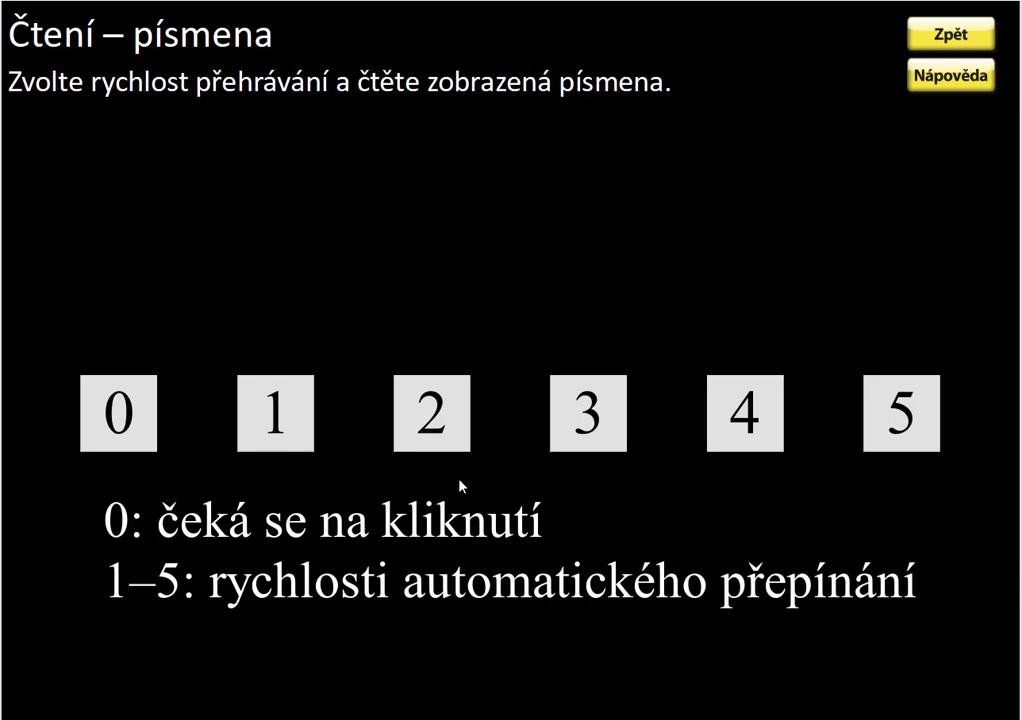 Čtení – písmena
Zpět
Zvolte rychlost přehrávání a čtěte zobrazená písmena.
Nápověda
0 1 2 3 4 5
0: čeká se na kliknutí
1–5: rychlosti automatického přepínání